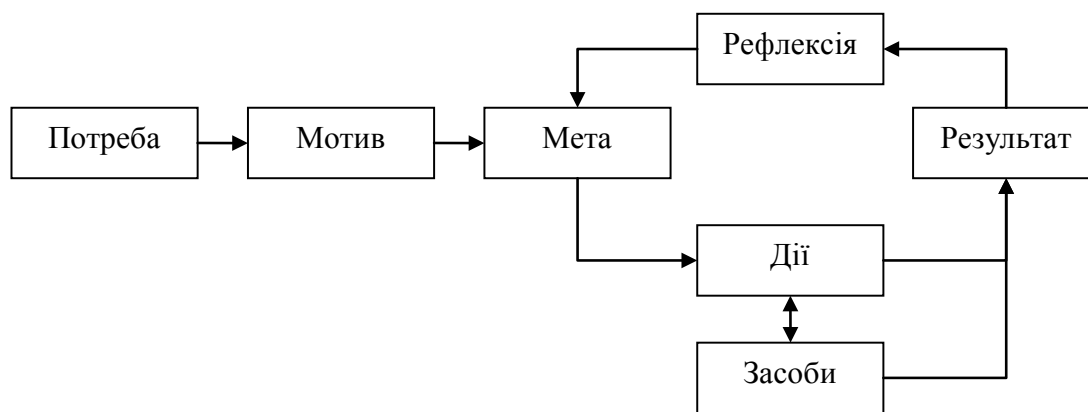 Рефлексія
Потреба
Мотив
Мета
Результат
Дії
Засоби